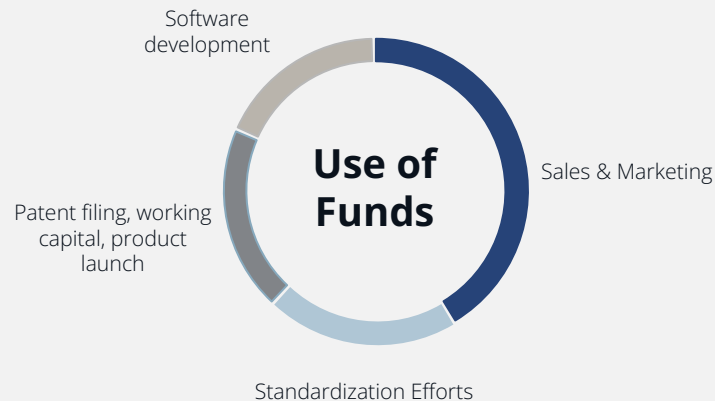 Software
development
Use of
Funds
Sales & Marketing
Patent filing, working
capital, product
launch
Standardization Efforts